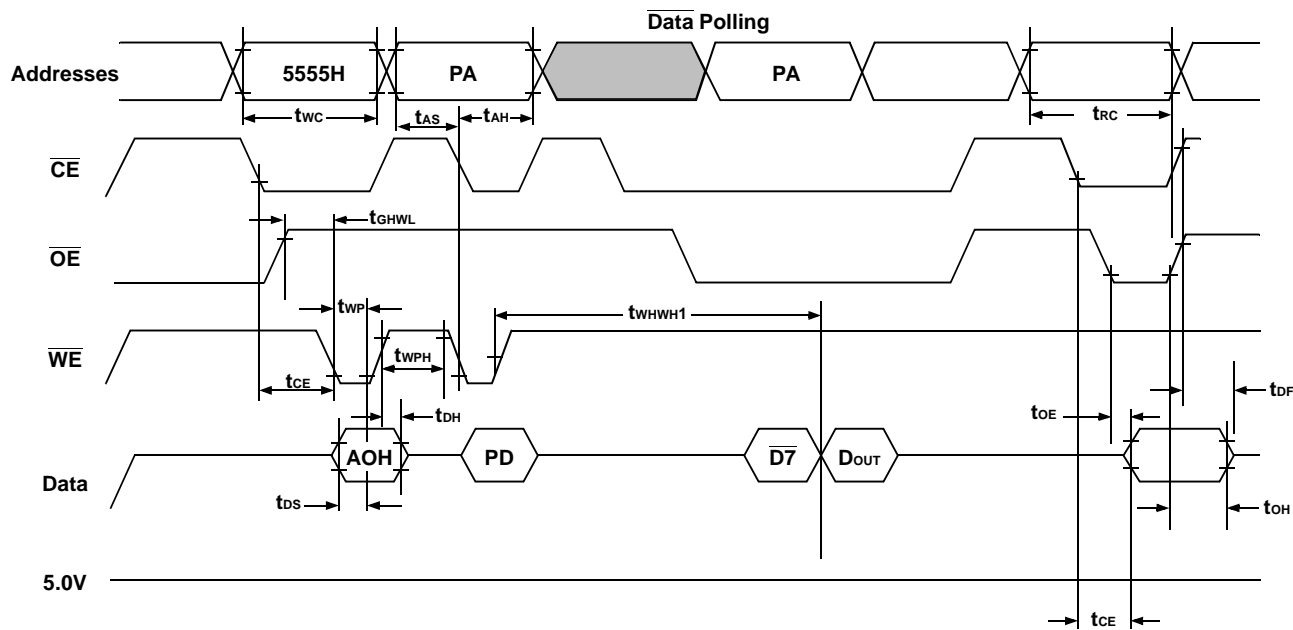 Data Polling
Addresses
5555H
PA
PA
tWC
tAS
tAH
tRC
CE
tGHWL
OE
tWP
tWHWH1
WE
tWPH
tCE
tDF
tOE
tDH
AOH
PD
D7
DOUT
Data
tDS
tOH
5.0V
tCE